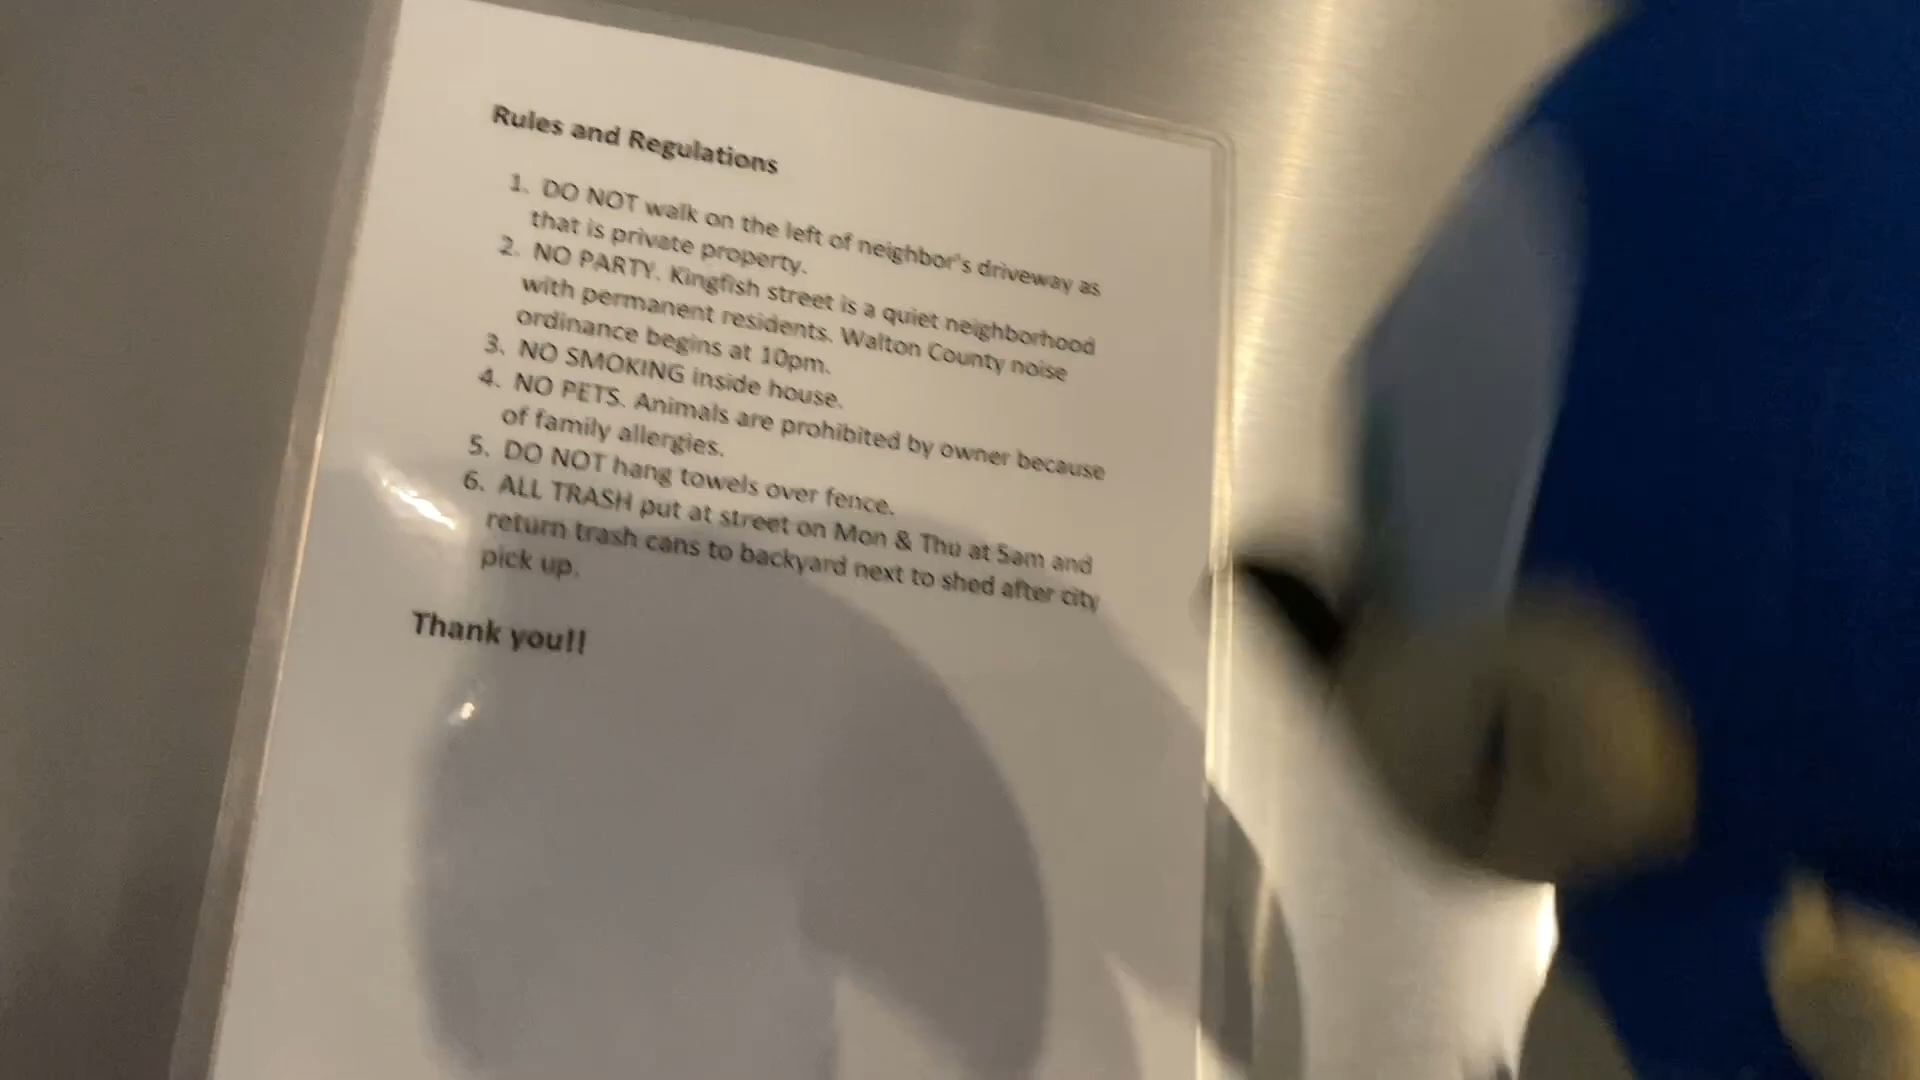 Rules and Regulations
1. DO NOT walk on the left of neighbor's driveway as
that is private property.
2. NO PARTY. Kingfish street is a quiet neighborhood
with permanent residents. Walton County noise
ordinance begins at 10pm.
3. NO SMOKING inside house.
4. NO PETS. Animals are prohibited by owner because
of family allergies.
5. DO NOT hang towels over fence.
6. ALL TRASH put at street on Mon & Thu at 5am and
return trash cans to backyard next to shed after city
pick up.
Thank you!!